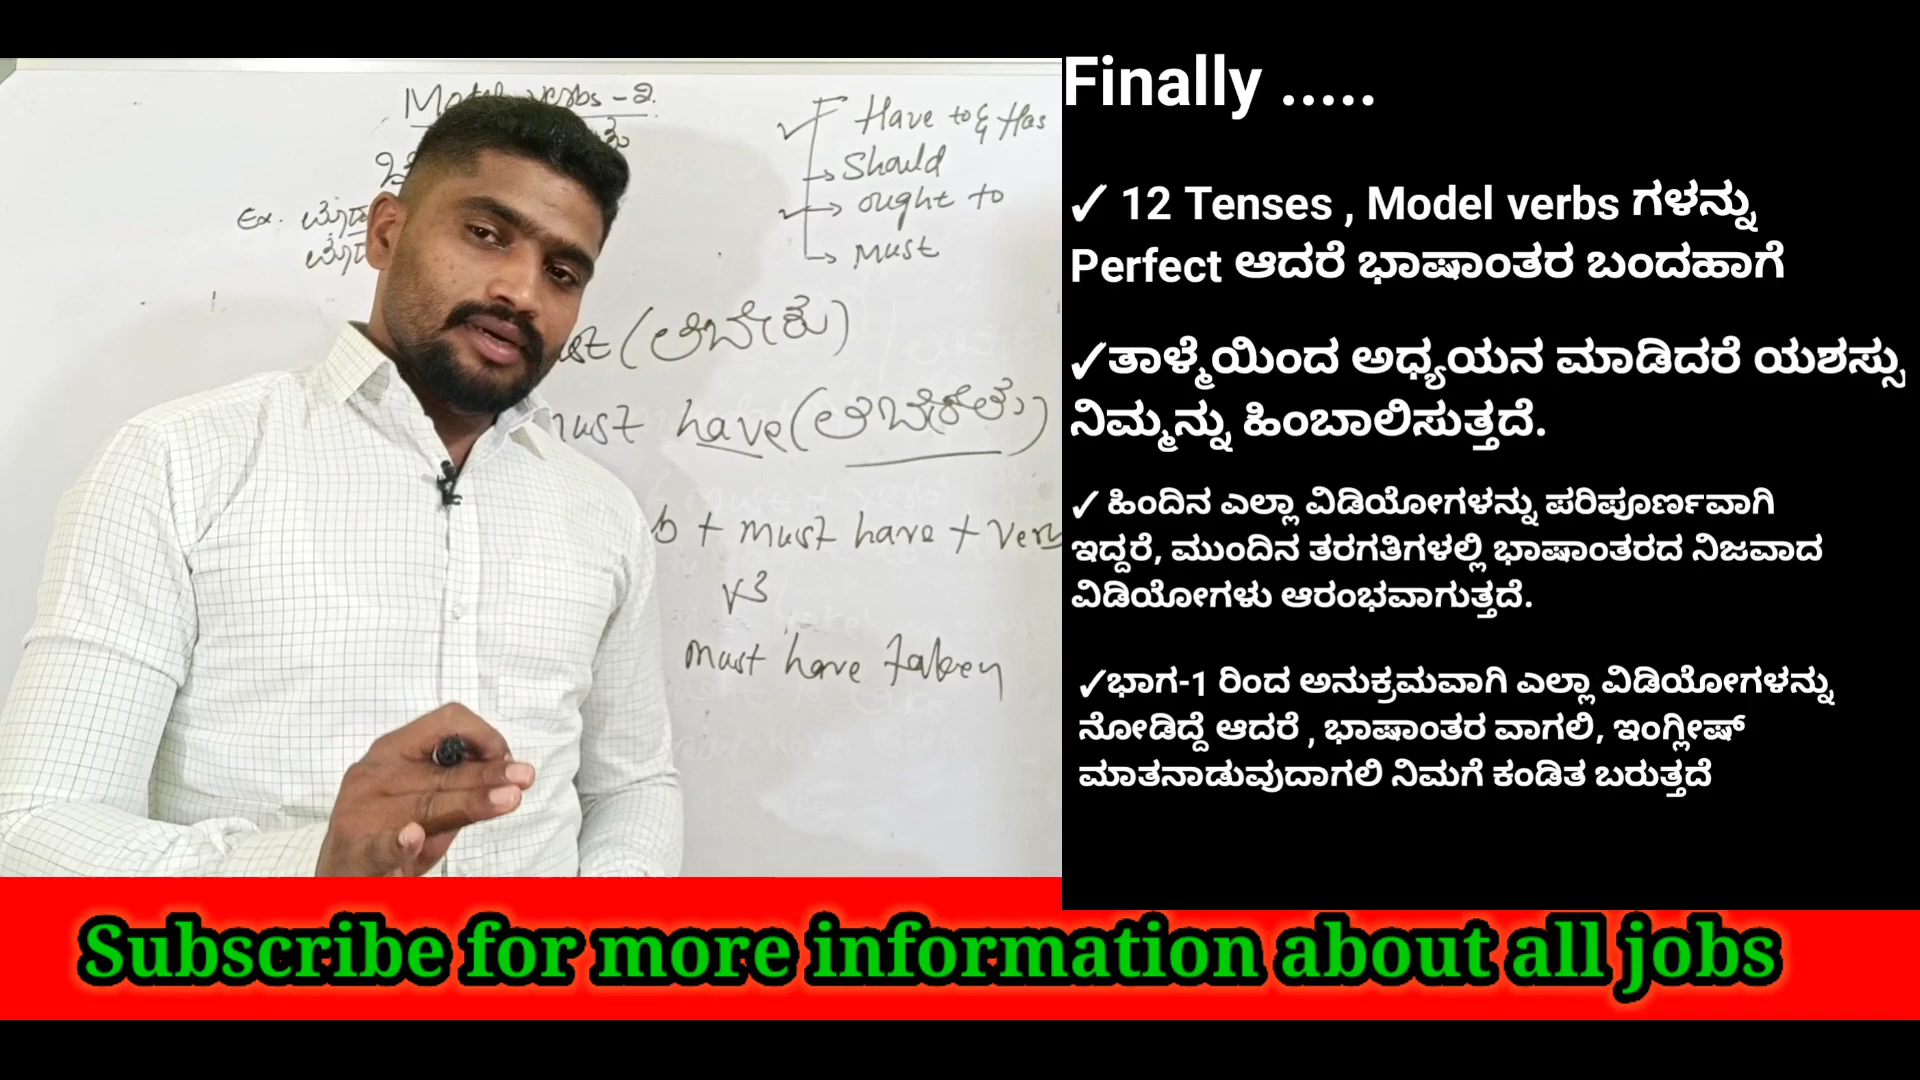 verbs - 2.
Ex.
Have to & Has
Should
ought to
Must
must have
+ must have + Verb
V3
must have taken
Finally .....
✓ 12 Tenses , Model verbs ಗಳನ್ನು
Perfect ಆದರೆ ಭಾಷಾಂತರ ಬಂದಹಾಗೆ
✓ತಾಳ್ಮೆಯಿಂದ ಅಧ್ಯಯನ ಮಾಡಿದರೆ ಯಶಸ್ಸು
ನಿಮ್ಮನ್ನು ಹಿಂಬಾಲಿಸುತ್ತದೆ.
✓ ಹಿಂದಿನ ಎಲ್ಲಾ ವಿಡಿಯೋಗಳನ್ನು ಪರಿಪೂರ್ಣವಾಗಿ
ಇದ್ದರೆ, ಮುಂದಿನ ತರಗತಿಗಳಲ್ಲಿ ಭಾಷಾಂತರದ ನಿಜವಾದ
ವಿಡಿಯೋಗಳು ಆರಂಭವಾಗುತ್ತದೆ.
✓ಭಾಗ-1 ರಿಂದ ಅನುಕ್ರಮವಾಗಿ ಎಲ್ಲಾ ವಿಡಿಯೋಗಳನ್ನು
ನೋಡಿದ್ದೆ ಆದರೆ , ಭಾಷಾಂತರ ವಾಗಲಿ, ಇಂಗ್ಲೀಷ್
ಮಾತನಾಡುವುದಾಗಲಿ ನಿಮಗೆ ಕಂಡಿತ ಬರುತ್ತದೆ
Subscribe for more information about all jobs